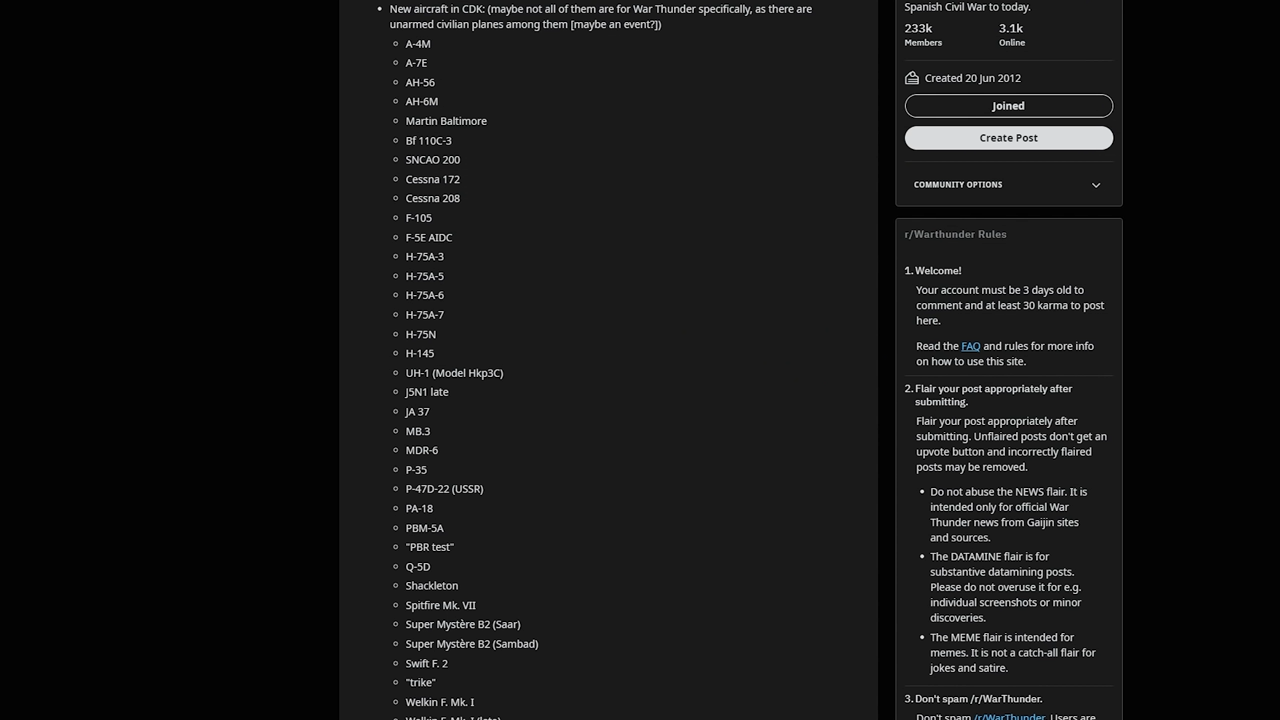 New aircraft in CDK: (maybe not all of them are for War Thunder specifically, as there are
unarmed civilian planes among them [maybe an event?])
A-4M
A-7E
AH-56
AH-6M
Martin Baltimore
Bf 110C-3
SNCAO 200
Cessna 172
Cessna 208
F-105
F-5E AIDC
H-75A-3
H-75A-5
H-75A-6
H-75A-7
H-75N
H-145
UH-1 (Model Hkp3C)
J5N1 late
JA 37
MB.3
MDR-6
P-35
P-47D-22 (USSR)
PA-18
PBM-5A
"PBR test"
Q-5D
Shackleton
Spitfire Mk. VII
Super Mystère B2 (Saar)
Super Mystère B2 (Sambad)
Swift F. 2
"trike"
Welkin F. Mk. I
Welkin F. Mk. I (late)
Spanish Civil War to today.
233k 3.1k
Members Online
Created 20 Jun 2012
Joined
Create Post
COMMUNITY OPTIONS
r/Warthunder Rules
1. Welcome!
Your account must be 3 days old to
comment and at least 30 karma to post
here.
Read the FAQ and rules for more info
on how to use this site.
2. Flair your post appropriately after
submitting.
Flair your post appropriately after
submitting. Unflaired posts don't get an
upvote button and incorrectly flaired
posts may be removed.
Do not abuse the NEWS flair. It is
intended only for official War
Thunder news from Gaijin sites
and sources.
The DATAMINE flair is for
substantive datamining posts.
Please do not overuse it for e.g.
individual screenshots or minor
discoveries.
The MEME flair is intended for
memes. It is not a catch-all flair for
jokes and satire.
3. Don't spam /r/WarThunder.
Don't spam /r/WarThunder. Users are